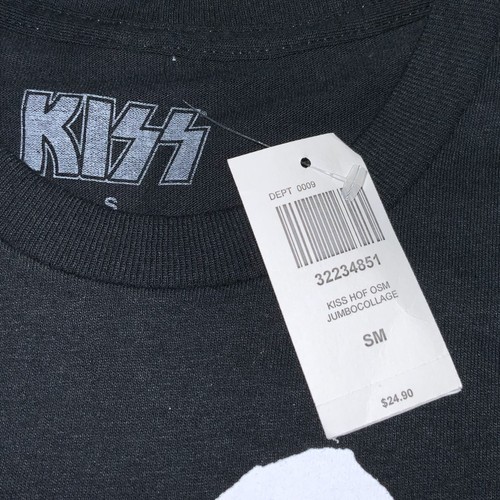 KISS
S
DEPT 0009
32234851
KISS HOF OSM
JUMBOCOLLAGE
SM
$24.90